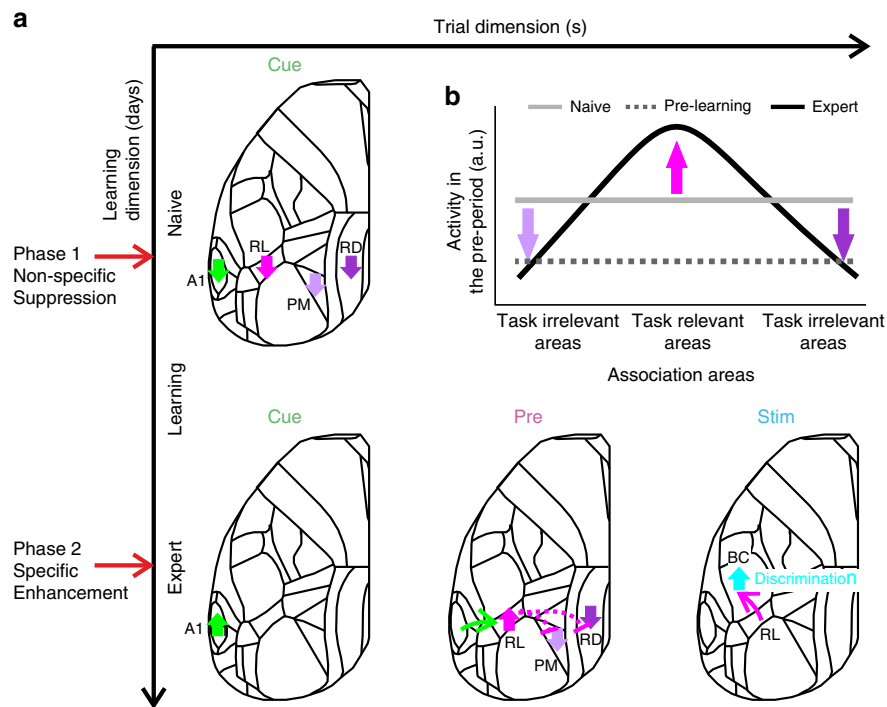 a
Trial dimension (s)
Learning
dimension (days)
Cue
Naive
Phase 1
Non-specific
Suppression
A1
RL
PM
RD
b
Naive
Pre-learning
Expert
Activity in
the pre-period (a.u.)
Task irrelevant
areas
Task relevant
areas
Task irrelevant
areas
Association areas
Learning
Cue
Pre
Stim
Phase 2
Specific
Enhancement
Expert
A1
RL
PM
RD
BC
Discrimination
RL